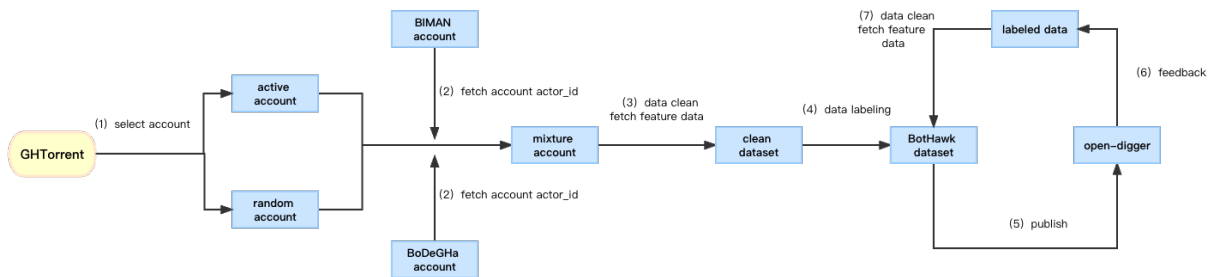 BIMAN
account
(7) data clean
fetch feature
data
labeled data
active
account
(2) fetch account actor_id
(6) feedback
(1) select account
(3) data clean
fetch feature data
(4) data labeling
GHTorrent
mixture
account
clean
dataset
BotHawk
dataset
open-digger
random
account
(2) fetch account actor_id
(5) publish
BoDeGHa
account